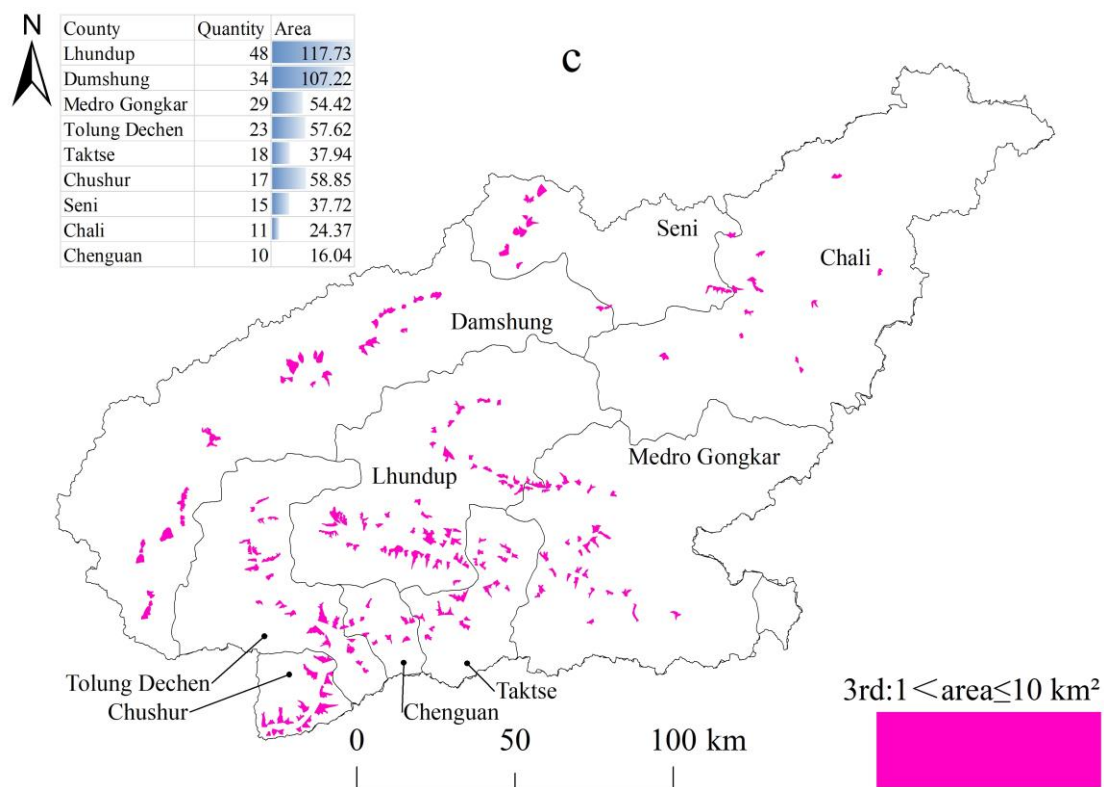 N
County Quantity Area
Lhundup 48 117.73
Dumshung 34 107.22
Medro Gongkar 29 54.42
Tolung Dechen 23 57.62
Taktse 18 37.94
Chushur 17 58.85
Seni 15 37.72
Chali 11 24.37
Chenguan 10 16.04
c
Seni
Chali
Damshung
Medro Gongkar
Lhundup
Tolung Dechen
Chushur
Taktse
Chenguan
3rd:1＜area≤10 km²
0 50 100 km